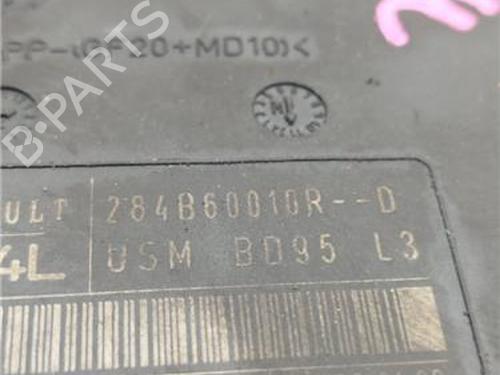 PP-(GF20+MD10)<
ULT 284B60010R--D
4L USM BD95 L3
B-PARTS